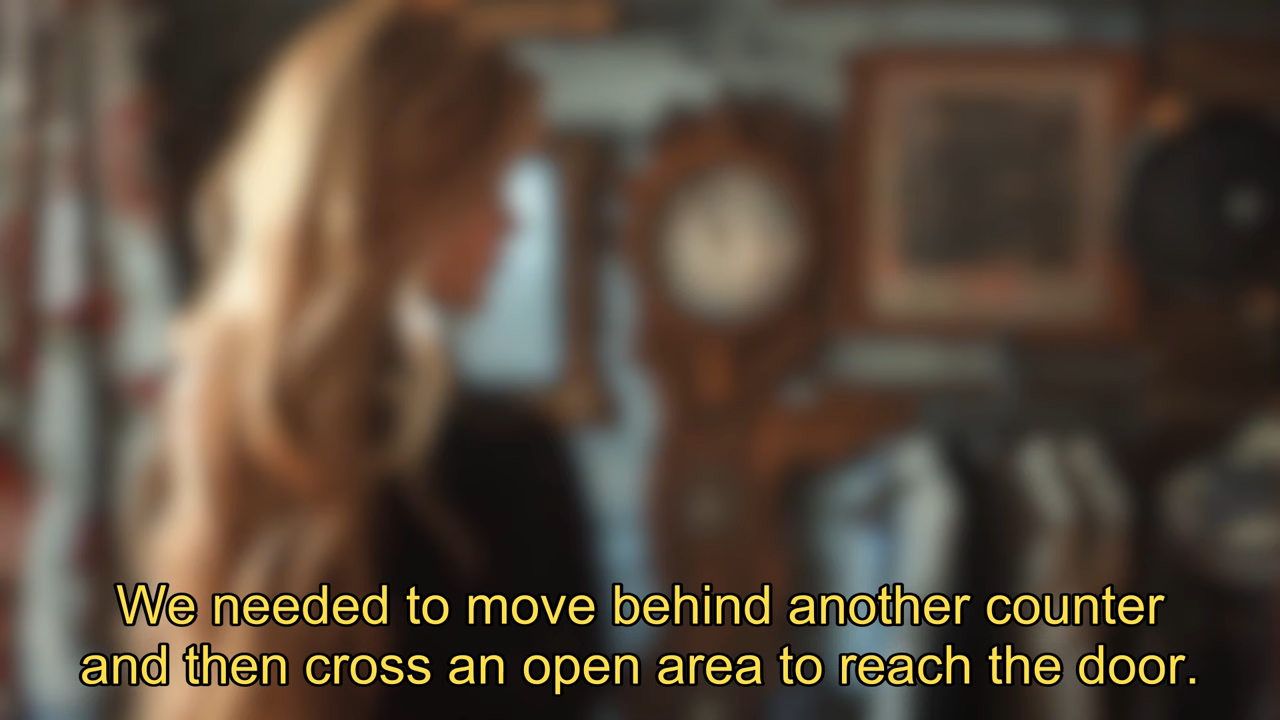 We needed to move behind another counter
and then cross an open area to reach the door.